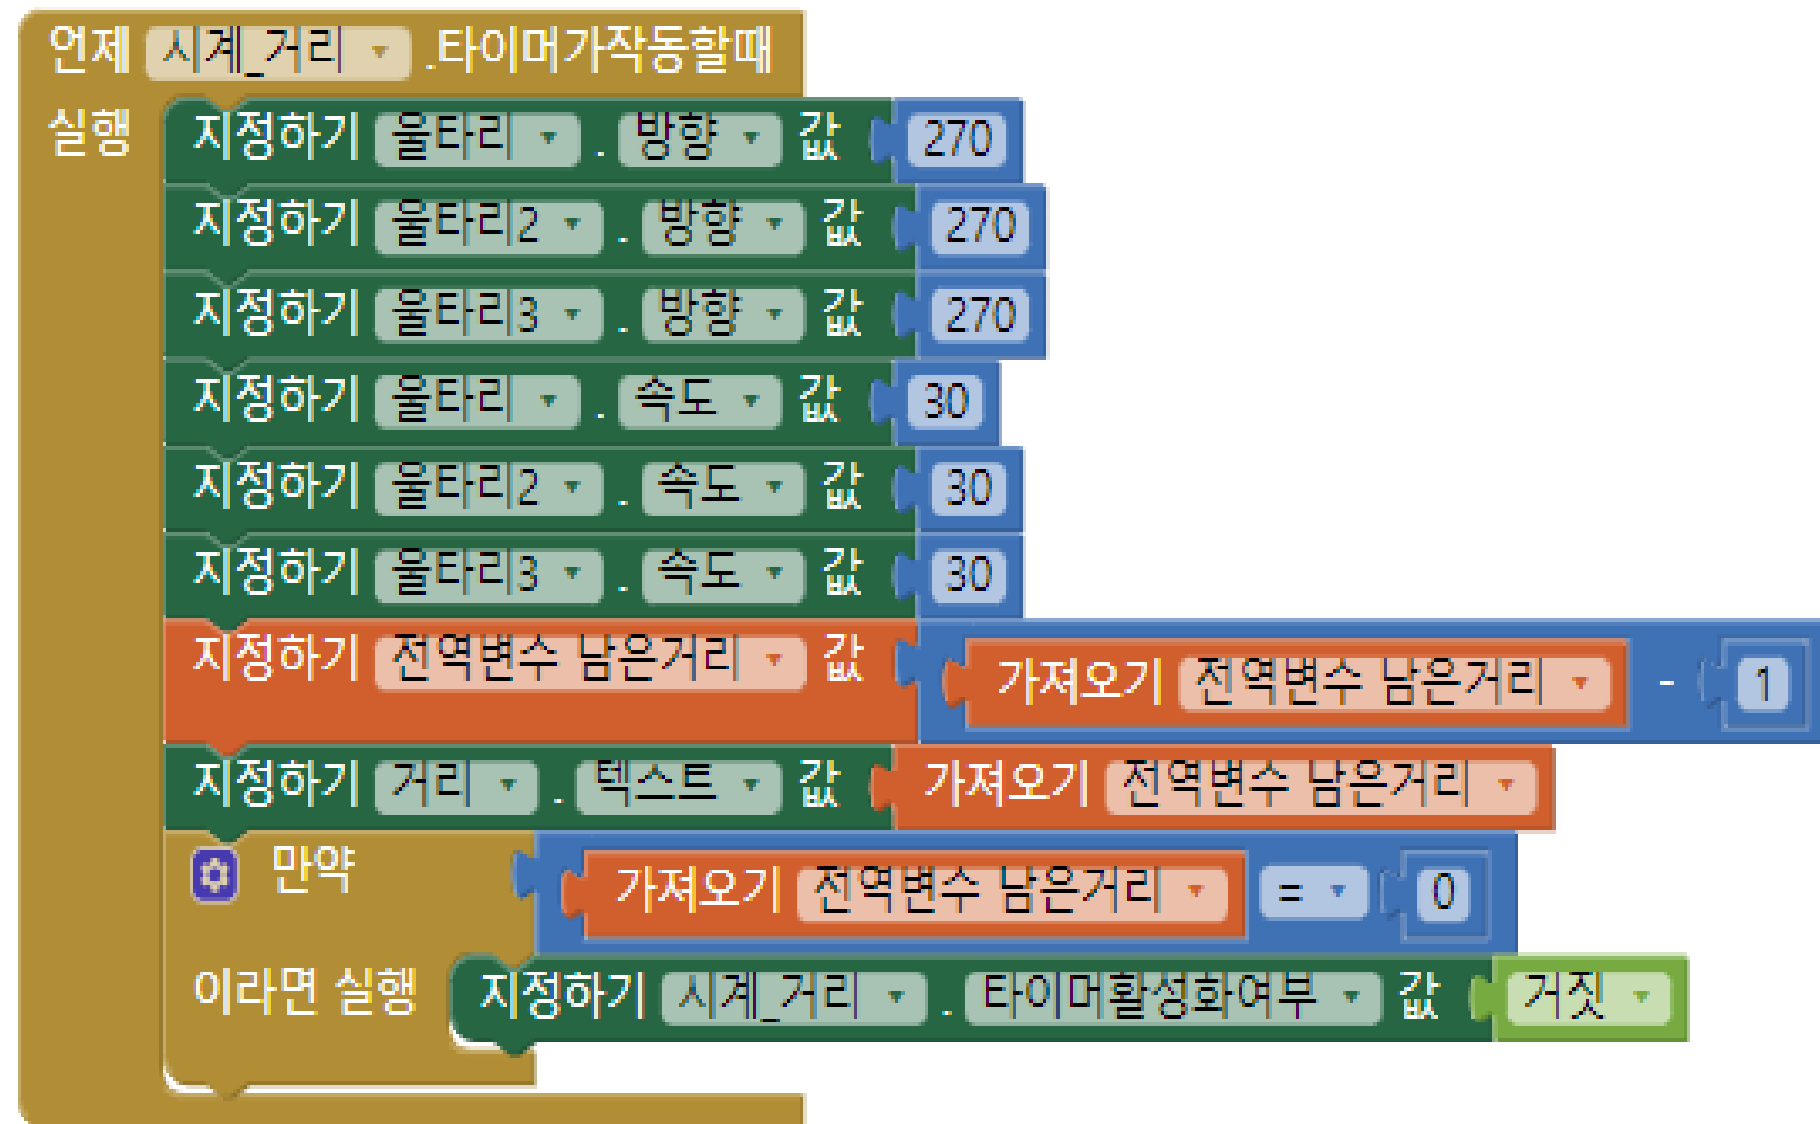 언제 시계_거리 .타이머가작동할때
실행 지정하기 울타리 . 방향 값 270
지정하기 울타리2 . 방향 값 270
지정하기 울타리3 . 방향 값 270
지정하기 울타리 . 속도 값 30
지정하기 울타리2 . 속도 값 30
지정하기 울타리3 . 속도 값 30
지정하기 전역변수 남은거리 값 가져오기 전역변수 남은거리 - 1
지정하기 거리 . 텍스트 값 가져오기 전역변수 남은거리
만약 가져오기 전역변수 남은거리 = 0
이라면 실행 지정하기 시계_거리 . 타이머활성화여부 값 거짓